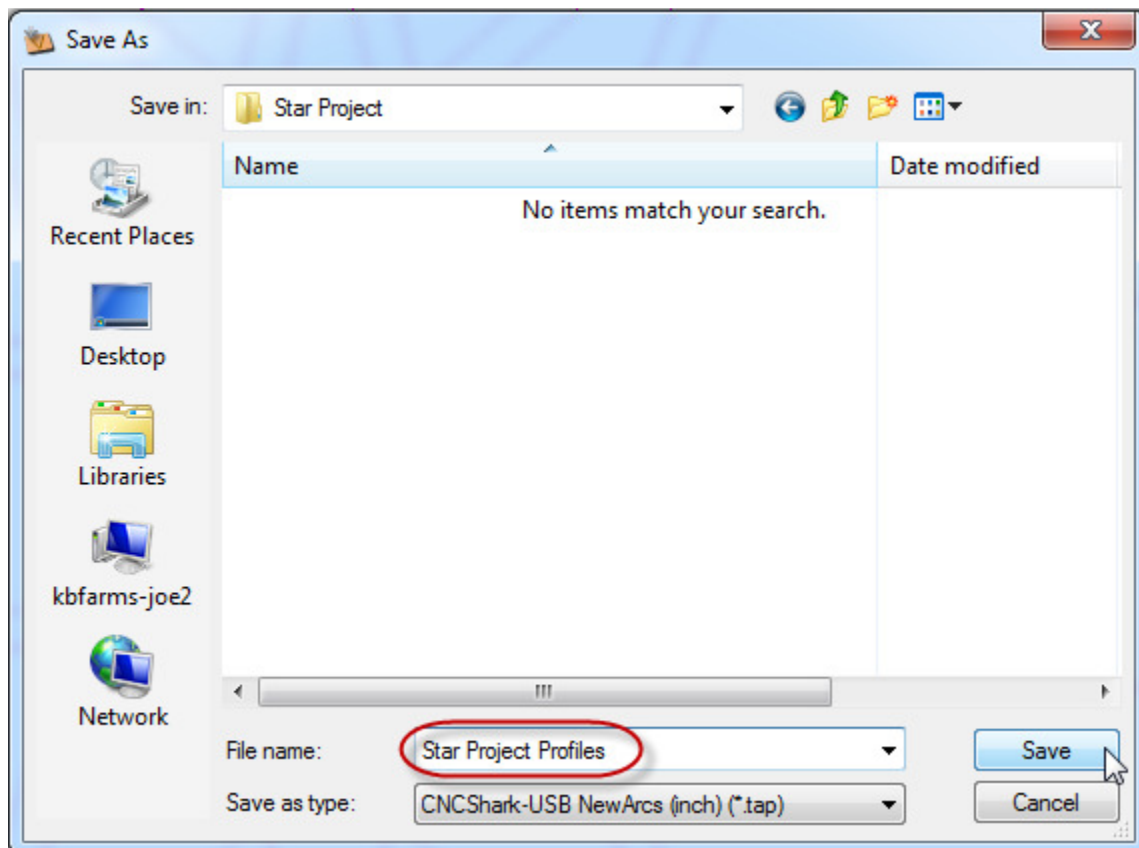 Save As
X
Save in:
Star Project
Name
Date modified
No items match your search.
Recent Places
Desktop
Libraries
kbfarms-joe2
Network
File name:
Star Project Profiles
Save
Save as type:
CNCShark-USB NewArcs (inch) (*.tap)
Cancel